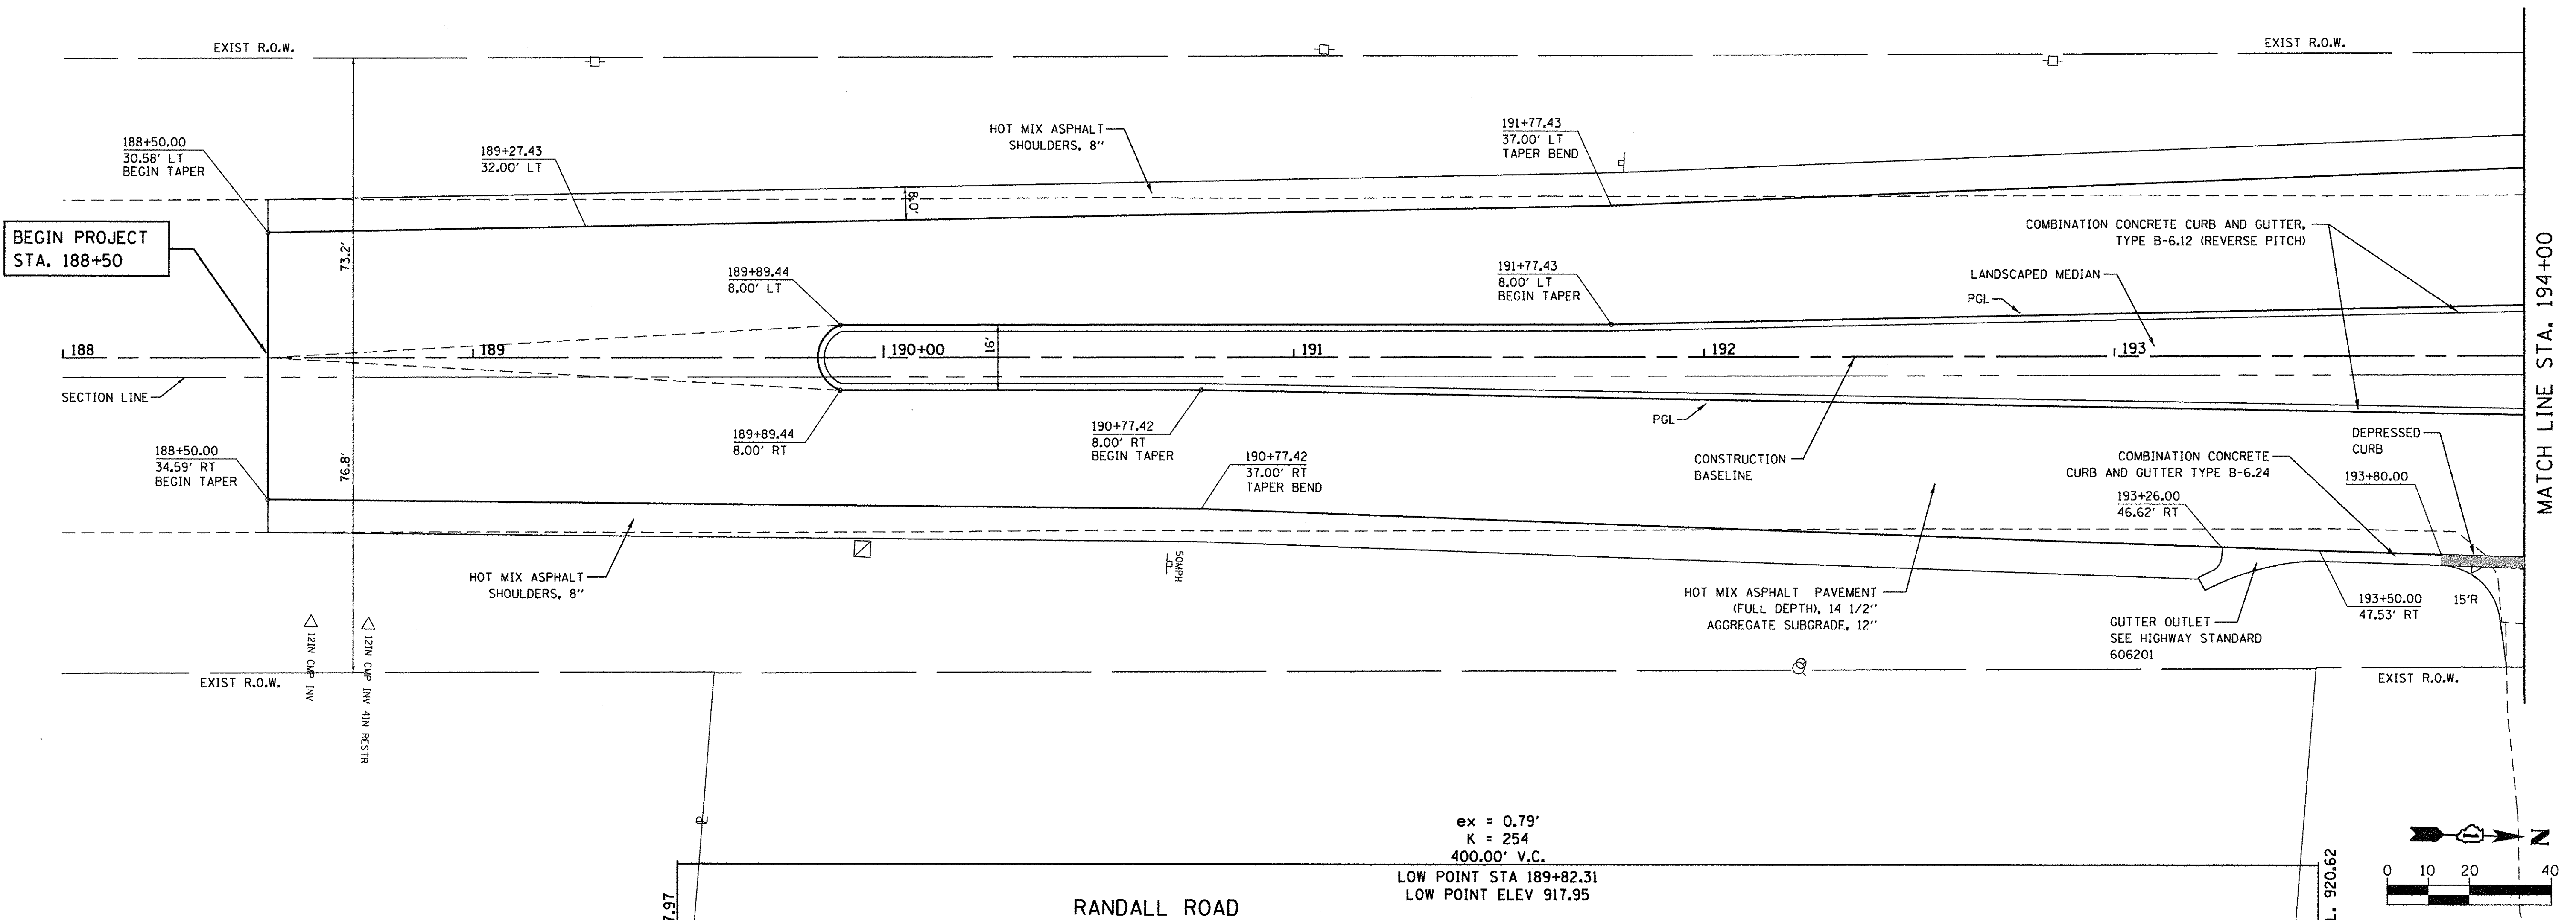 EXIST R.O.W.
EXIST R.O.W.
188+50.00
30.58' LT
BEGIN TAPER
189+27.43
32.00' LT
HOT MIX ASPHALT
SHOULDERS, 8"
191+77.43
37.00' LT
TAPER BEND
8.0'
BEGIN PROJECT
STA. 188+50
73.2'
COMBINATION CONCRETE CURB AND GUTTER,
TYPE B-6.12 (REVERSE PITCH)
189+89.44
8.00' LT
191+77.43
8.00' LT
BEGIN TAPER
LANDSCAPED MEDIAN
PGL
MATCH LINE STA. 194+00
188
189
190+00
191
192
193
16'
SECTION LINE
189+89.44
8.00' RT
190+77.42
8.00' RT
BEGIN TAPER
PGL
188+50.00
34.59' RT
BEGIN TAPER
76.8'
190+77.42
37.00' RT
TAPER BEND
CONSTRUCTION
BASELINE
COMBINATION CONCRETE
CURB AND GUTTER TYPE B-6.24
DEPRESSED
CURB
193+80.00
193+26.00
46.62' RT
HOT MIX ASPHALT
SHOULDERS, 8"
50MPH
HOT MIX ASPHALT PAVEMENT
(FULL DEPTH), 14 1/2"
AGGREGATE SUBGRADE, 12"
193+50.00
47.53' RT
15'R
GUTTER OUTLET
SEE HIGHWAY STANDARD
606201
12IN CMP INV
12IN CMP INV 4IN RESTR
EXIST R.O.W.
EXIST R.O.W.
ex = 0.79'
K = 254
400.00' V.C.
LOW POINT STA 189+82.31
LOW POINT ELEV 917.95
RANDALL ROAD
7.97
L. 920.62
N
0 10 20 40